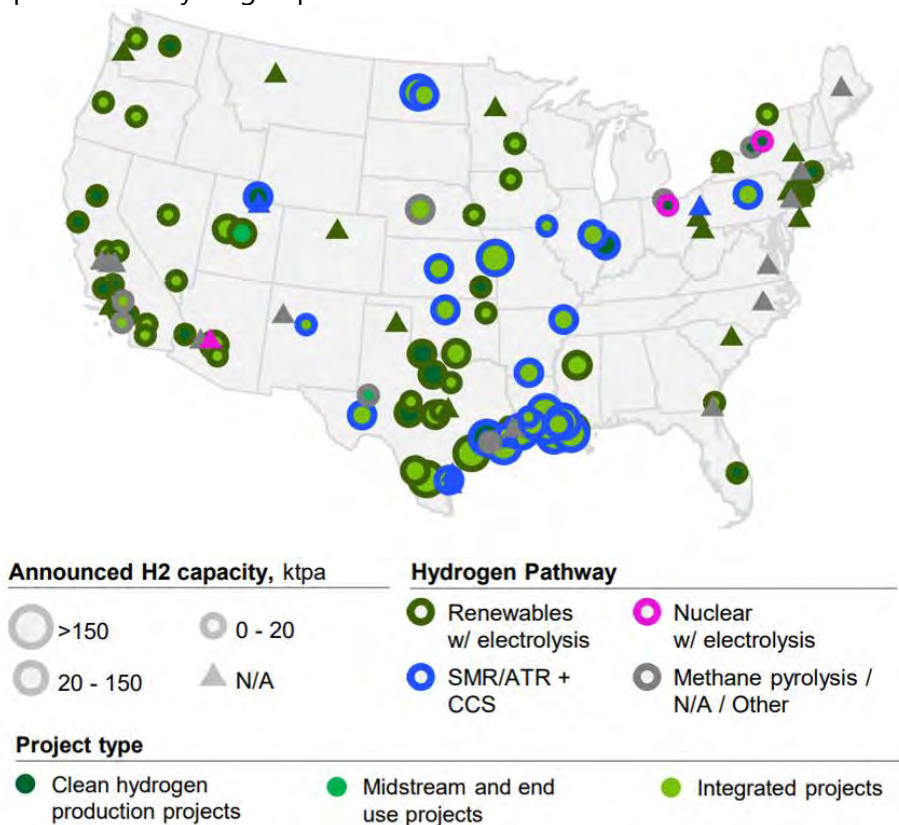 Announced H2 capacity, ktpa
>150
0 - 20
20 - 150
N/A
Hydrogen Pathway
Renewables
w/ electrolysis
Nuclear
w/ electrolysis
SMR/ATR +
CCS
Methane pyrolysis /
N/A / Other
Project type
Clean hydrogen
production projects
Midstream and end
use projects
Integrated projects